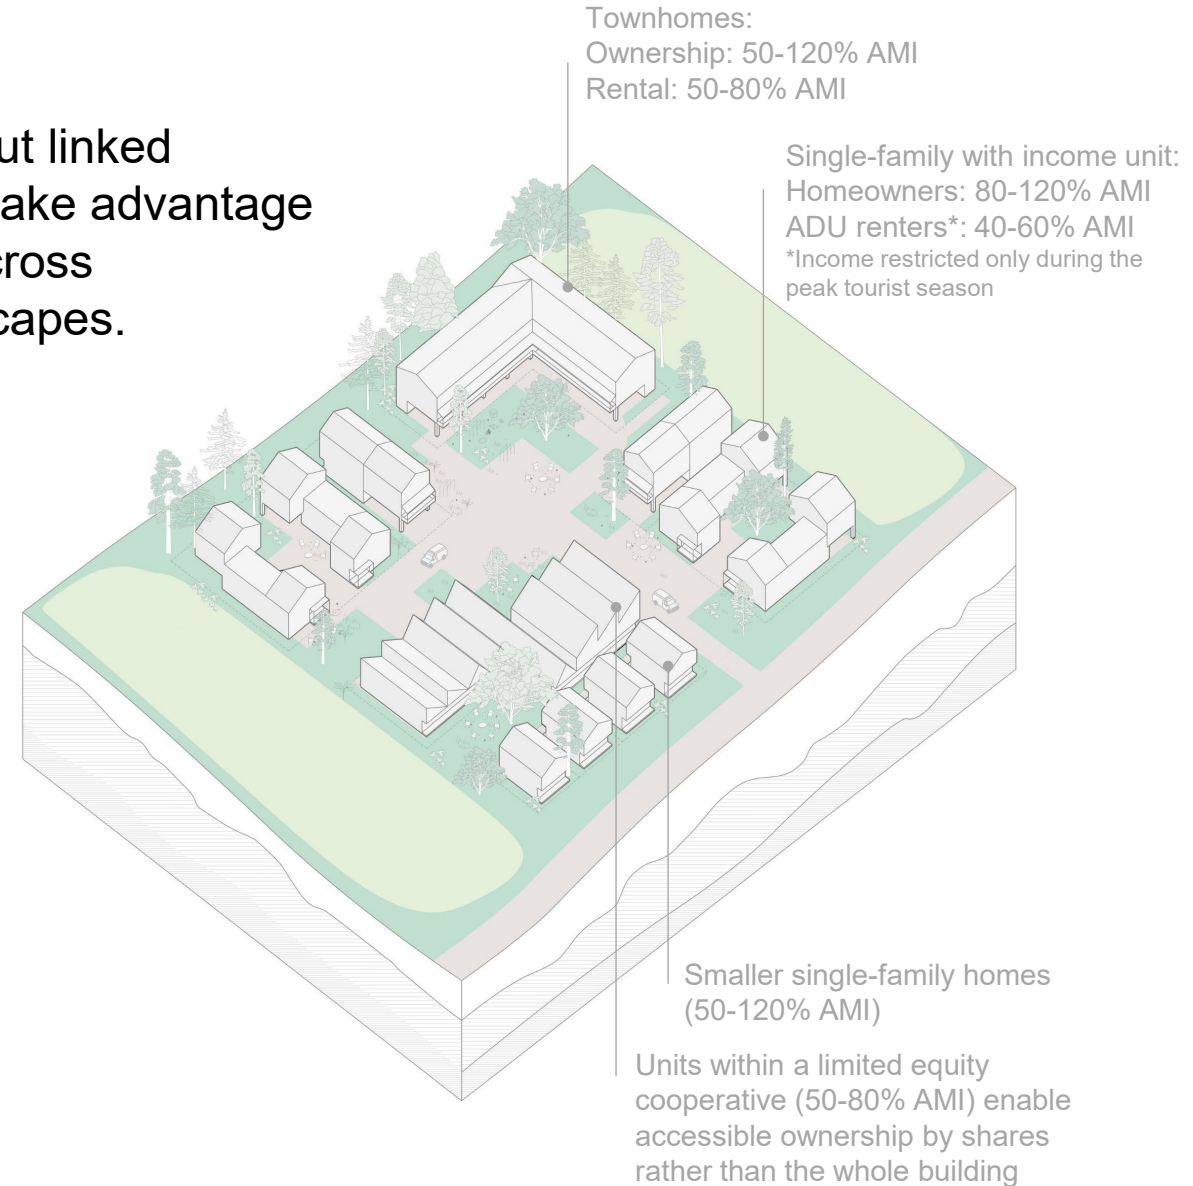 Townhomes:
Ownership: 50-120% AMI
Rental: 50-80% AMI
ut linked
ake advantage
cross
capes.
Single-family with income unit:
Homeowners: 80-120% AMI
ADU renters*: 40-60% AMI
*Income restricted only during the
peak tourist season
Smaller single-family homes
(50-120% AMI)
Units within a limited equity
cooperative (50-80% AMI) enable
accessible ownership by shares
rather than the whole building